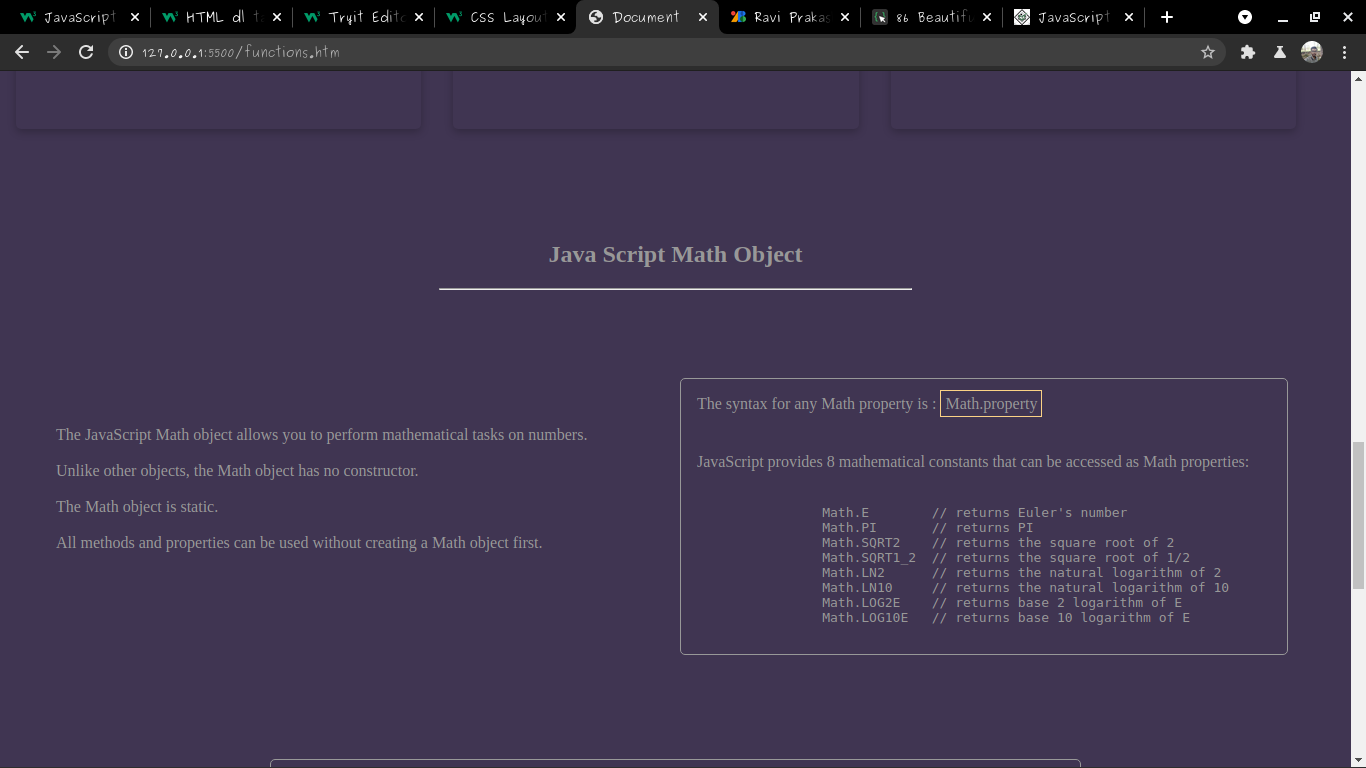 JavaScript
HTML dl t
Tryit Edito
CSS Layou
Document
Ravi Prakas
86 Beautifu
JavaScript
127.0.0.1:5500/functions.htm
Java Script Math Object
The JavaScript Math object allows you to perform mathematical tasks on numbers.
Unlike other objects, the Math object has no constructor.
The Math object is static.
All methods and properties can be used without creating a Math object first.
The syntax for any Math property is : Math.property
JavaScript provides 8 mathematical constants that can be accessed as Math properties:
Math.E        // returns Euler's number
Math.PI       // returns PI
Math.SQRT2    // returns the square root of 2
Math.SQRT1_2  // returns the square root of 1/2
Math.LN2      // returns the natural logarithm of 2
Math.LN10     // returns the natural logarithm of 10
Math.LOG2E    // returns base 2 logarithm of E
Math.LOG10E   // returns base 10 logarithm of E